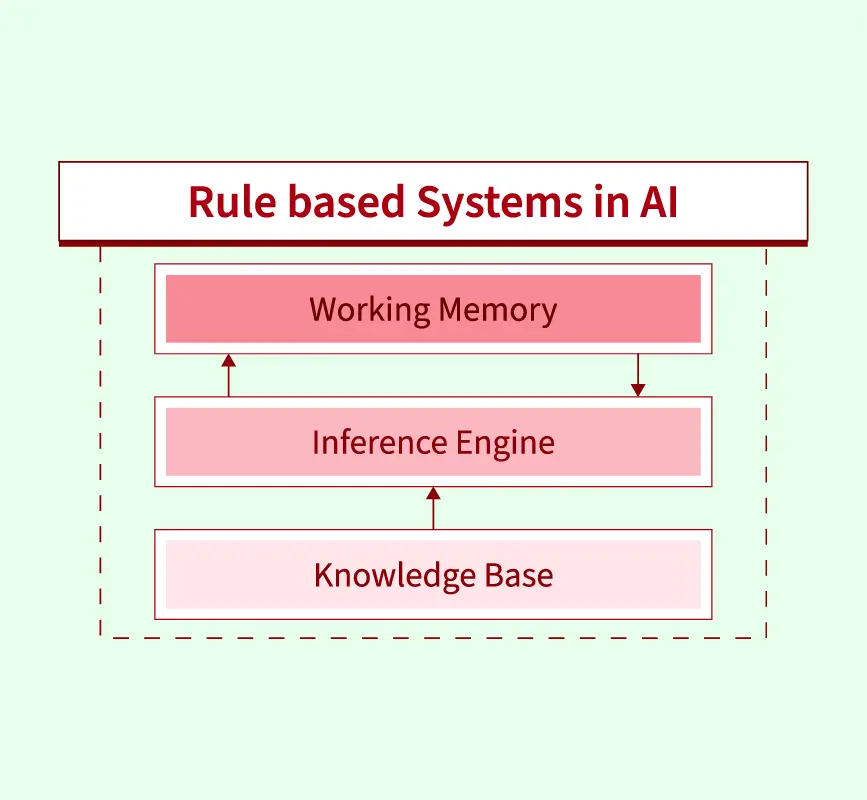 Rule based Systems in AI
Working Memory
Inference Engine
Knowledge Base